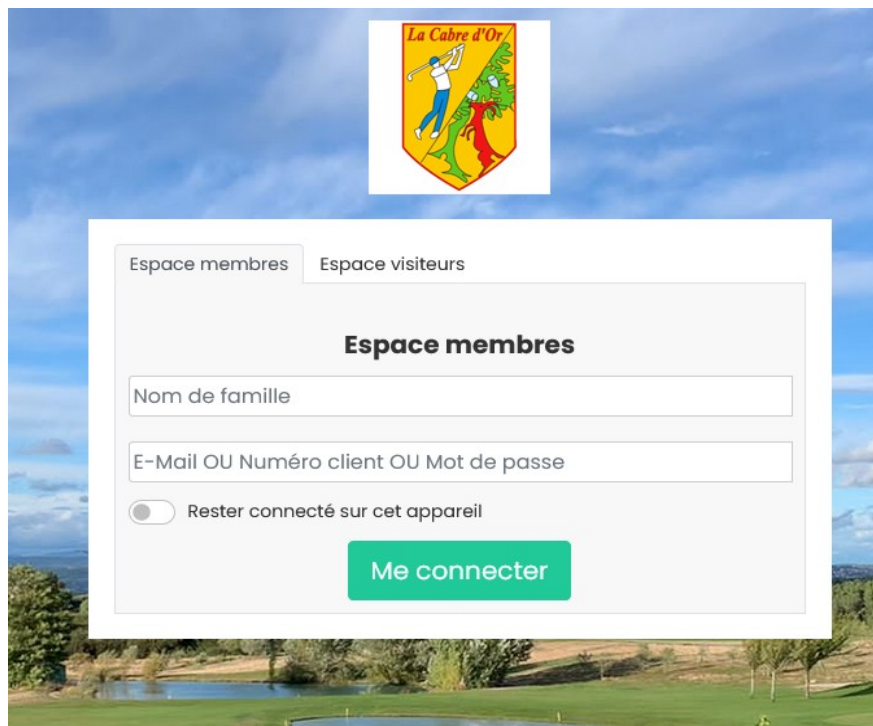 La Cabre d'Or
Espace membres Espace visiteurs
Espace membres
Nom de famille
E-Mail OU Numéro client OU Mot de passe
Rester connecté sur cet appareil
Me connecter